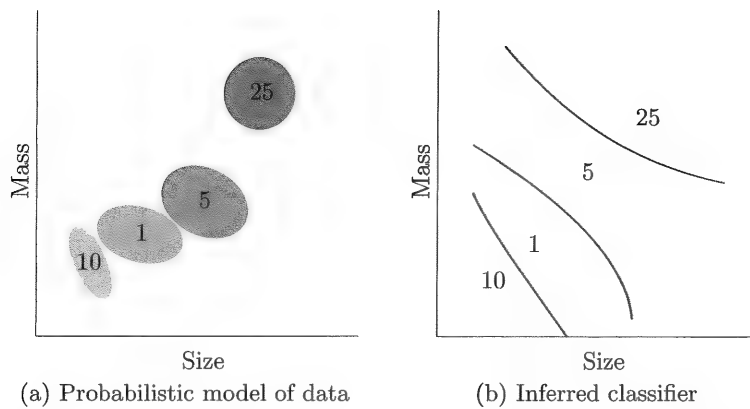 Mass
25
5
1
10
Size
(a) Probabilistic model of data
Mass
25
5
1
10
Size
(b) Inferred classifier